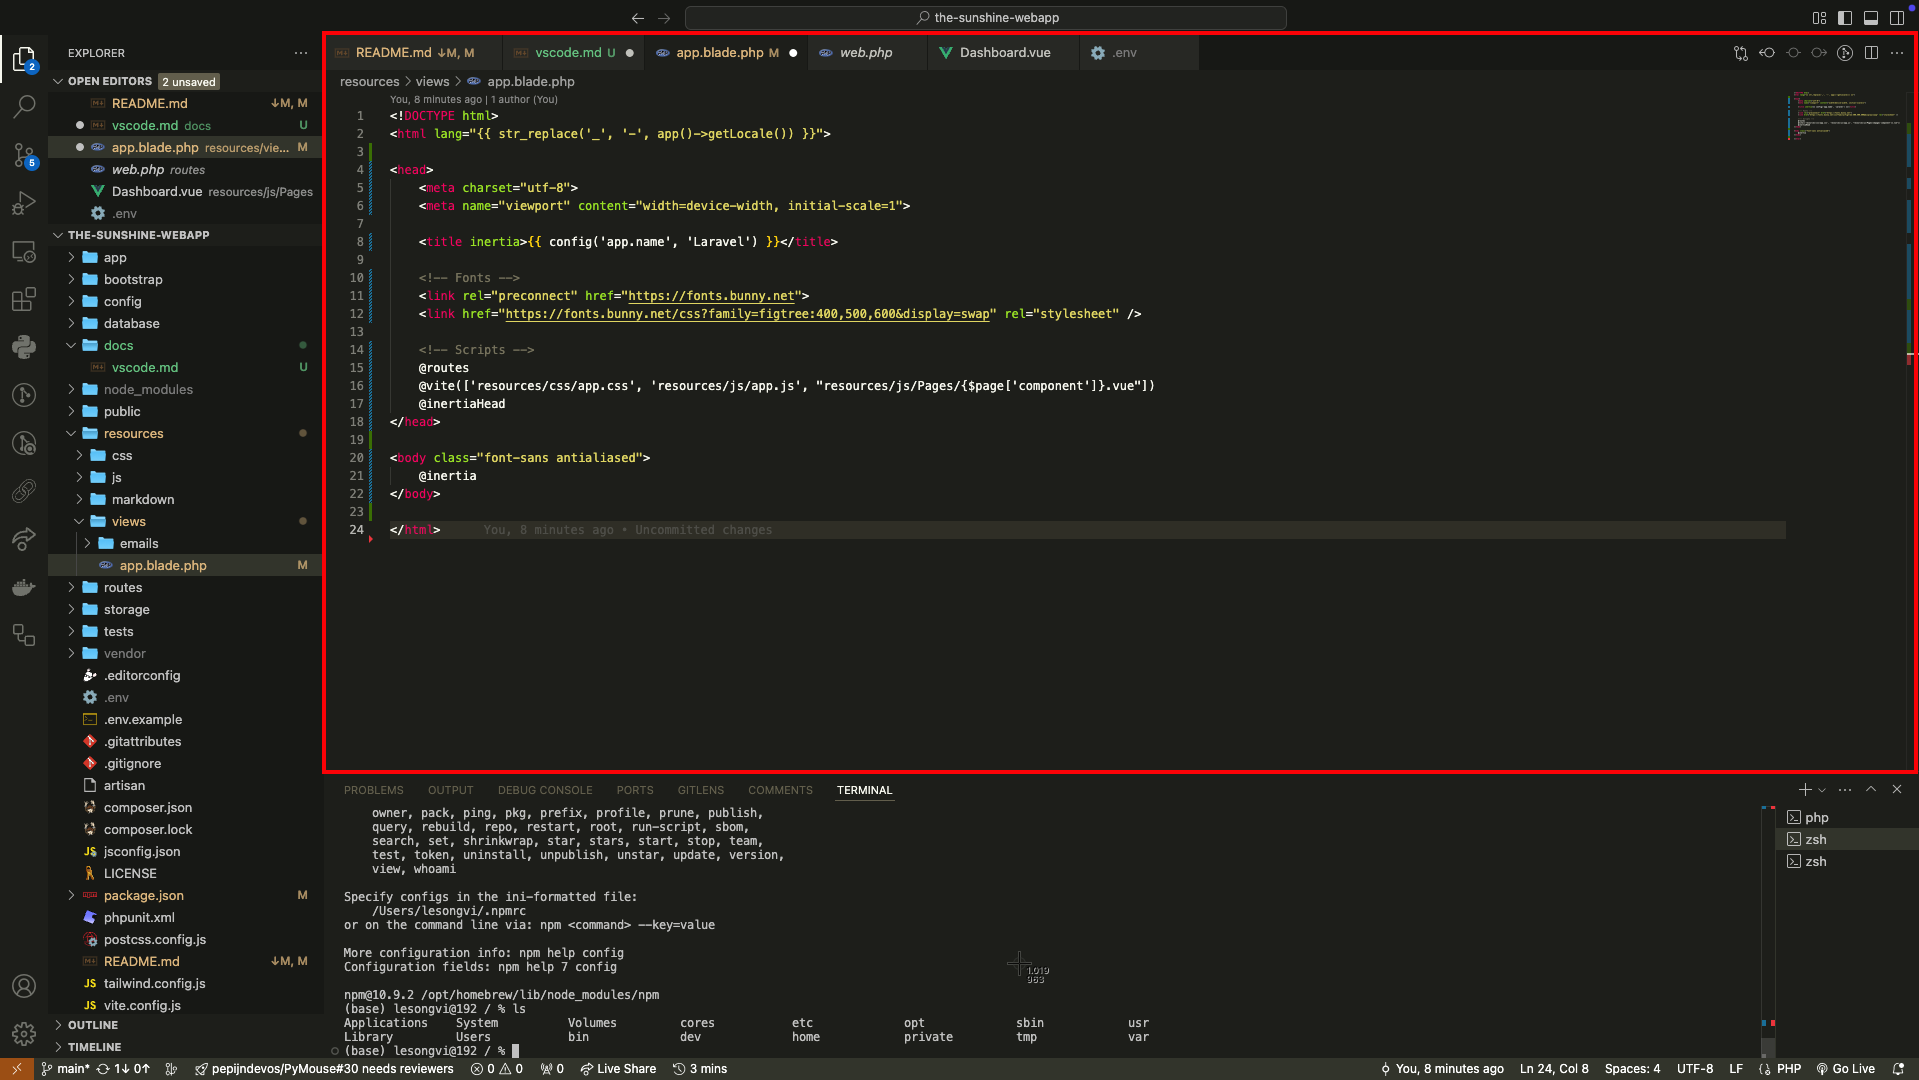 the-sunshine-webapp
EXPLORER
OPEN EDITORS 2 unsaved
README.md ↓M, M
vscode.md docs U
app.blade.php resources/vie... M
web.php routes
Dashboard.vue resources/js/Pages
.env
THE-SUNSHINE-WEBAPP
app
bootstrap
config
database
docs
vscode.md U
node_modules
public
resources
css
js
markdown
views
emails
app.blade.php M
routes
storage
tests
vendor
.editorconfig
.env
.env.example
.gitattributes
.gitignore
artisan
composer.json
composer.lock
jsconfig.json
LICENSE
package.json M
phpunit.xml
postcss.config.js
README.md ↓M, M
tailwind.config.js
vite.config.js
OUTLINE
TIMELINE
2
5
README.md ↓M, M vscode.md U app.blade.php M web.php Dashboard.vue .env
resources > views > app.blade.php
You, 8 minutes ago | 1 author (You)
1 <!DOCTYPE html>
2 <html lang="{{ str_replace('_', '-', app()->getLocale()) }}">
3
4 <head>
5 <meta charset="utf-8">
6 <meta name="viewport" content="width=device-width, initial-scale=1">
7
8 <title inertia>{{ config('app.name', 'Laravel') }}</title>
9
10 <!-- Fonts -->
11 <link rel="preconnect" href="https://fonts.bunny.net">
12 <link href="https://fonts.bunny.net/css?family=figtree:400,500,600&display=swap" rel="stylesheet" />
13
14 <!-- Scripts -->
15 @routes
16 @vite(['resources/css/app.css', 'resources/js/app.js', "resources/js/Pages/{$page['component']}.vue"])
17 @inertiaHead
18 </head>
19
20 <body class="font-sans antialiased">
21 @inertia
22 </body>
23
24 </html> You, 8 minutes ago • Uncommitted changes
PROBLEMS OUTPUT DEBUG CONSOLE PORTS GITLENS COMMENTS TERMINAL
owner, pack, ping, pkg, prefix, profile, prune, publish,
query, rebuild, repo, restart, root, run-script, sbom,
search, set, shrinkwrap, star, stars, start, stop, team,
test, token, uninstall, unpublish, unstar, update, version,
view, whoami
Specify configs in the ini-formatted file:
/Users/lesongvi/.npmrc
or on the command line via: npm <command> --key=value
More configuration info: npm help config
Configuration fields: npm help 7 config
npm@10.9.2 /opt/homebrew/lib/node_modules/npm
(base) lesongvi@192 / % ls
Applications System Volumes cores etc opt sbin usr
Library Users bin dev home private tmp var
(base) lesongvi@192 / %
1.019
963
php
zsh
zsh
main* 1↓ 0↑ pepijndevos/PyMouse#30 needs reviewers 0 0 0 Live Share 3 mins You, 8 minutes ago Ln 24, Col 8 Spaces: 4 UTF-8 LF PHP Go Live